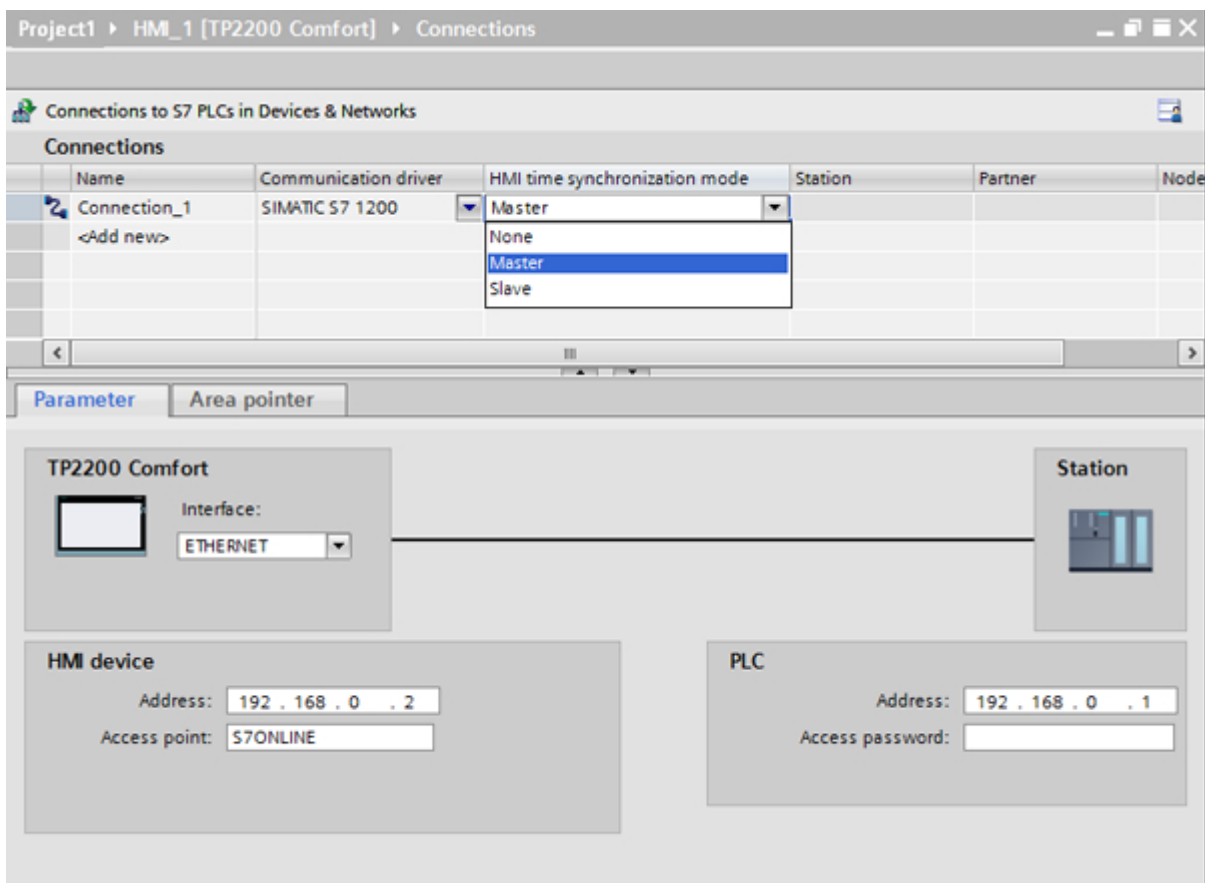 Project1 ▸ HMI_1 [TP2200 Comfort] ▸ Connections
Connections to S7 PLCs in Devices & Networks
Connections
Name Communication driver HMI time synchronization mode Station Partner Node
Connection_1 SIMATIC S7 1200 Master
<Add new> None
Master
Slave
Parameter Area pointer
TP2200 Comfort Station
Interface:
ETHERNET
HMI device PLC
Address: 192 . 168 . 0 . 2 Address: 192 . 168 . 0 . 1
Access point: S7ONLINE Access password: